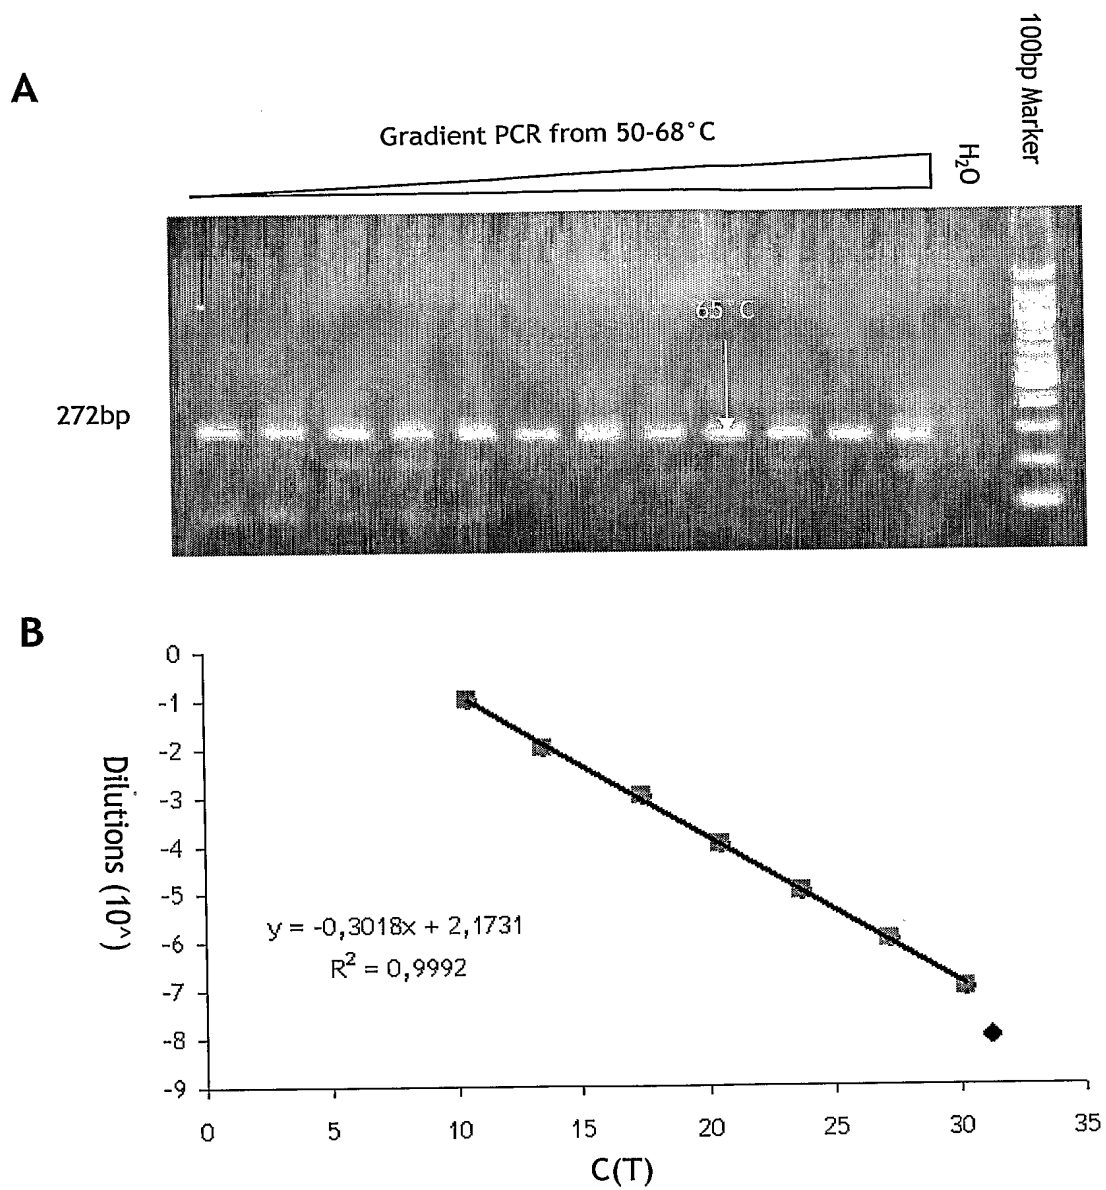 A
Gradient PCR from 50-68°C
H₂O
100bp Marker
65°C
272bp
B
0
-1
-2
-3
-4
-5
-6
-7
-8
-9
Dilutions (10^)
y = -0,3018x + 2,1731
R² = 0,9992
0 5 10 15 20 25 30 35
C(T)